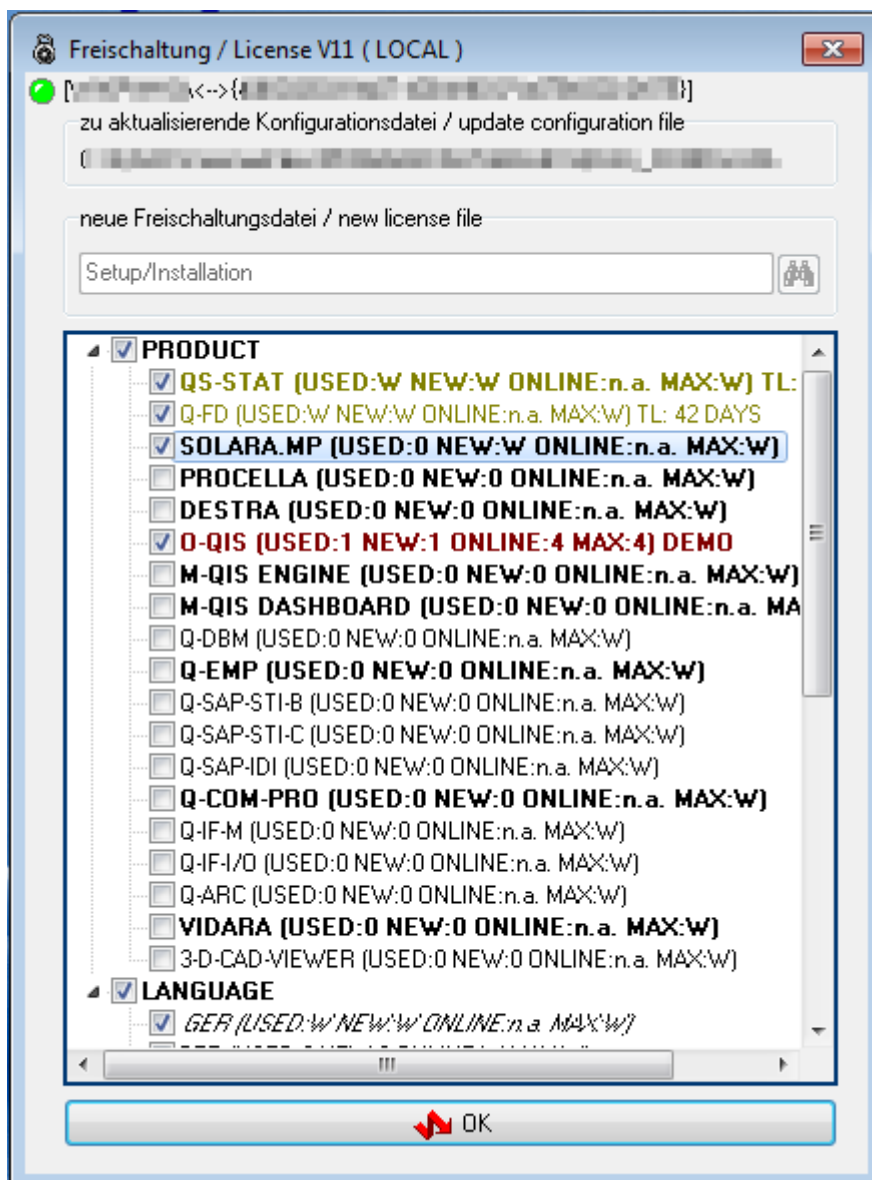 Freischaltung / License V11 ( LOCAL )
<-->{
}]
zu aktualisierende Konfigurationsdatei / update configuration file
neue Freischaltungsdatei / new license file
Setup/Installation
PRODUCT
QS-STAT (USED:W NEW:W ONLINE:n.a. MAX:W) TL:
Q-FD (USED:W NEW:W ONLINE:n.a. MAX:W) TL: 42 DAYS
SOLARA.MP (USED:0 NEW:W ONLINE:n.a. MAX:W)
PROCELLA (USED:0 NEW:0 ONLINE:n.a. MAX:W)
DESTRA (USED:0 NEW:0 ONLINE:n.a. MAX:W)
O-QIS (USED:1 NEW:1 ONLINE:4 MAX:4) DEMO
M-QIS ENGINE (USED:0 NEW:0 ONLINE:n.a. MAX:W)
M-QIS DASHBOARD (USED:0 NEW:0 ONLINE:n.a. MA
Q-DBM (USED:0 NEW:0 ONLINE:n.a. MAX:W)
Q-EMP (USED:0 NEW:0 ONLINE:n.a. MAX:W)
Q-SAP-STI-B (USED:0 NEW:0 ONLINE:n.a. MAX:W)
Q-SAP-STI-C (USED:0 NEW:0 ONLINE:n.a. MAX:W)
Q-SAP-IDI (USED:0 NEW:0 ONLINE:n.a. MAX:W)
Q-COM-PRO (USED:0 NEW:0 ONLINE:n.a. MAX:W)
Q-IF-M (USED:0 NEW:0 ONLINE:n.a. MAX:W)
Q-IF-I/O (USED:0 NEW:0 ONLINE:n.a. MAX:W)
Q-ARC (USED:0 NEW:0 ONLINE:n.a. MAX:W)
VIDARA (USED:0 NEW:0 ONLINE:n.a. MAX:W)
3-D-CAD-VIEWER (USED:0 NEW:0 ONLINE:n.a. MAX:W)
LANGUAGE
GER (USED:W NEW:W ONLINE:n.a. MAX:W)
OK